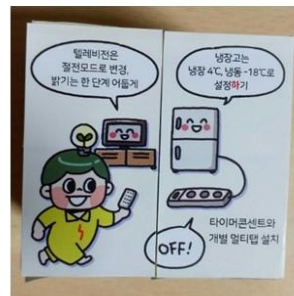 텔레비전은
절전모드로 변경,
밝기는 한 단계 어둡게
냉장고는
냉장 4℃, 냉동 -18℃로
설정하기
OFF!
타이머콘센트와
개별 멀티탭 설치